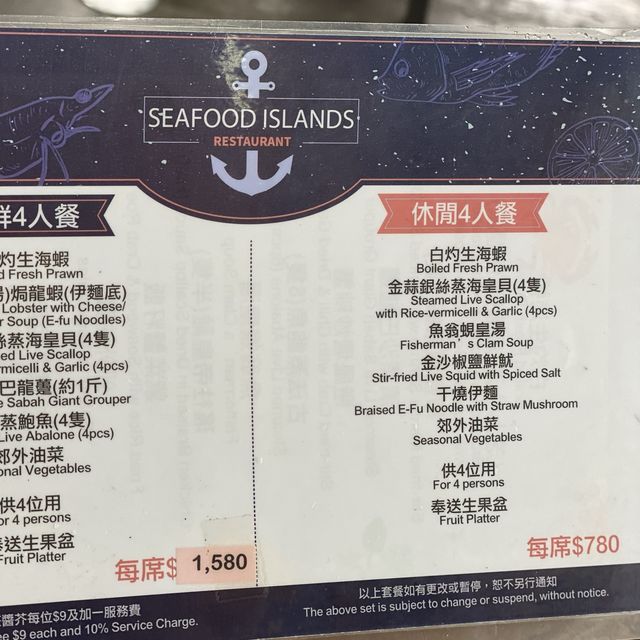 SEAFOOD ISLANDS
RESTAURANT
鮮4人餐
灼生海蝦
d Fresh Prawn
焗龍蝦(伊麵底)
Lobster with Cheese/
r Soup (E-fu Noodles)
絲蒸海皇貝(4隻)
ed Live Scallop
rmicelli & Garlic (4pcs)
巴龍躉(約1斤)
e Sabah Giant Grouper
蒸鮑魚(4隻)
Live Abalone (4pcs)
郊外油菜
onal Vegetables
供4位用
or 4 persons
奉送生果盆
Fruit Platter
每席$ 1,580
醬芥每位$9及加一服務費
ee $9 each and 10% Service Charge.
休閒4人餐
白灼生海蝦
Boiled Fresh Prawn
金蒜銀絲蒸海皇貝(4隻)
Steamed Live Scallop
with Rice-vermicelli & Garlic (4pcs)
魚翁蜆皇湯
Fisherman's Clam Soup
金沙椒鹽鮮魷
Stir-fried Live Squid with Spiced Salt
干燒伊麵
Braised E-Fu Noodle with Straw Mushroom
郊外油菜
Seasonal Vegetables
供4位用
For 4 persons
奉送生果盆
Fruit Platter
每席$780
以上套餐如有更改或暫停，恕不另行通知
The above set is subject to change or suspend, without notice.